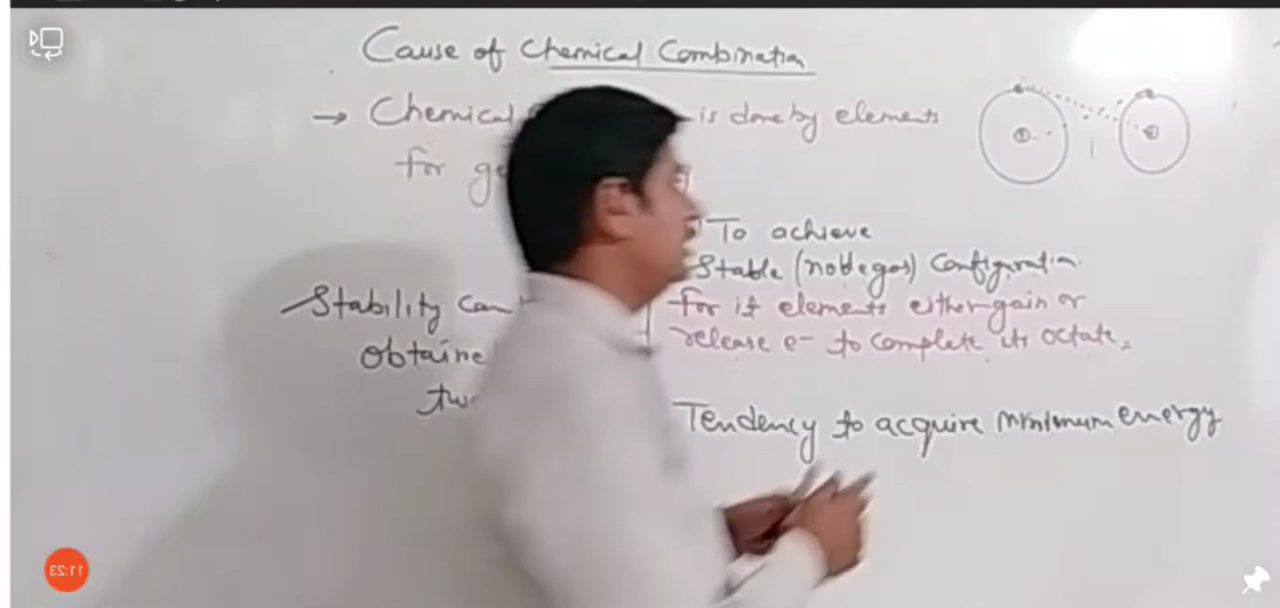 Cause of Chemical Combination
→ Chemical is done by elements
for
To achieve
Stable (noble gas) Configuration.
Stability can
for it elements either gain or
obtaine
release e- to complete its octate.
Tendency to acquire minimum energy
11:23